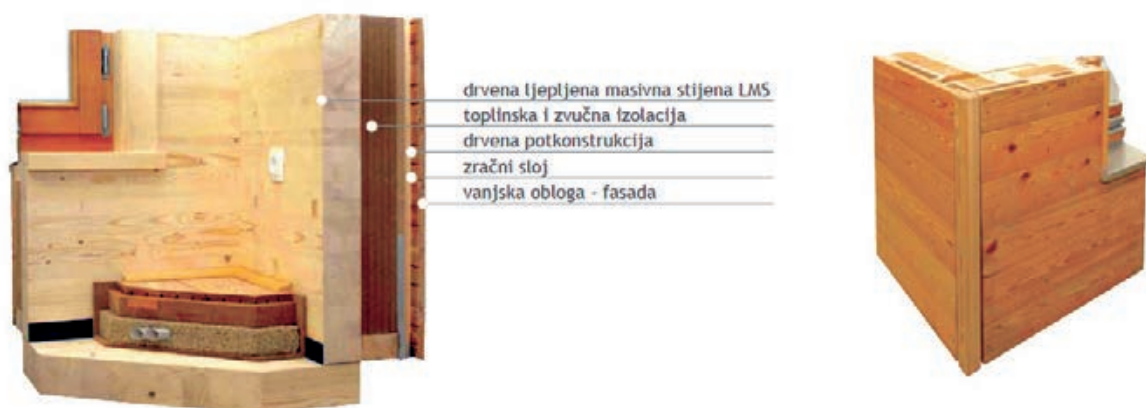 drvena ljepljena masivna stijena LMS
toplinska i zvučna izolacija
drvena potkonstrukcija
zračni sloj
vanjska obloga - fasada